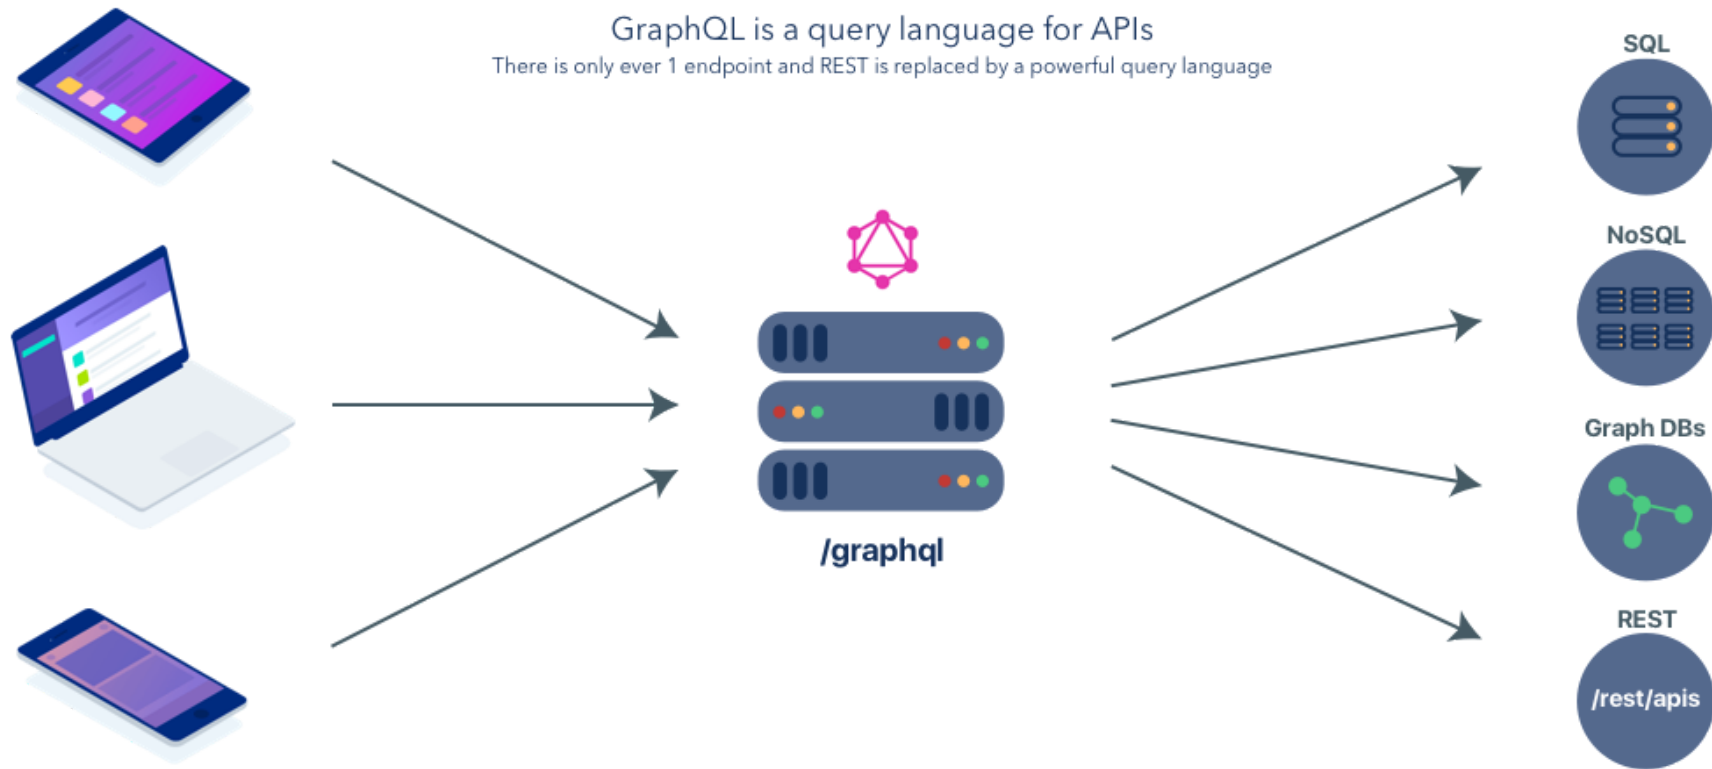 GraphQL is a query language for APIs
There is only ever 1 endpoint and REST is replaced by a powerful query language
SQL
NoSQL
Graph DBs
/graphql
REST
/rest/apis